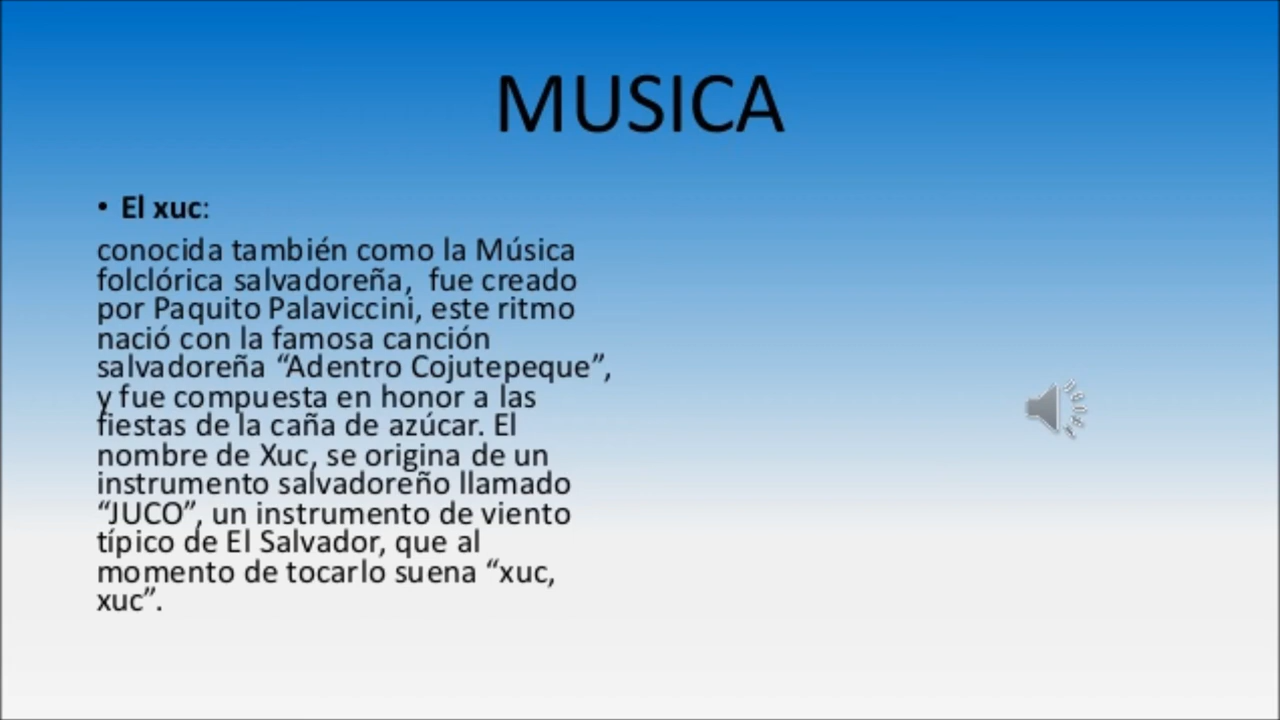 MUSICA
• El xuc:
conocida también como la Música
folclórica salvadoreña,  fue creado
por Paquito Palaviccini, este ritmo
nació con la famosa canción
salvadoreña “Adentro Cojutepeque”,
y fue compuesta en honor a las
fiestas de la caña de azúcar. El
nombre de Xuc, se origina de un
instrumento salvadoreño llamado
“JUCO”, un instrumento de viento
típico de El Salvador, que al
momento de tocarlo suena “xuc,
xuc”.